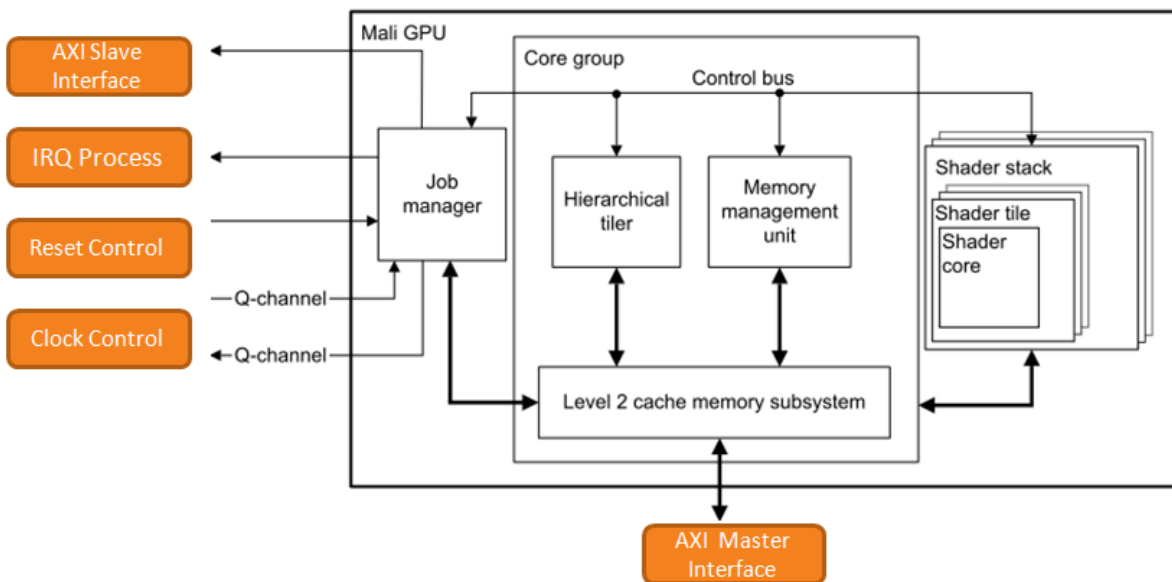 Mali GPU
AXI Slave
Interface
Core group
Control bus
IRQ Process
Job
manager
Hierarchical
tiler
Memory
management
unit
Shader stack
Shader tile
Shader
core
Reset Control
Q-channel
Clock Control
Q-channel
Level 2 cache memory subsystem
AXI Master
Interface